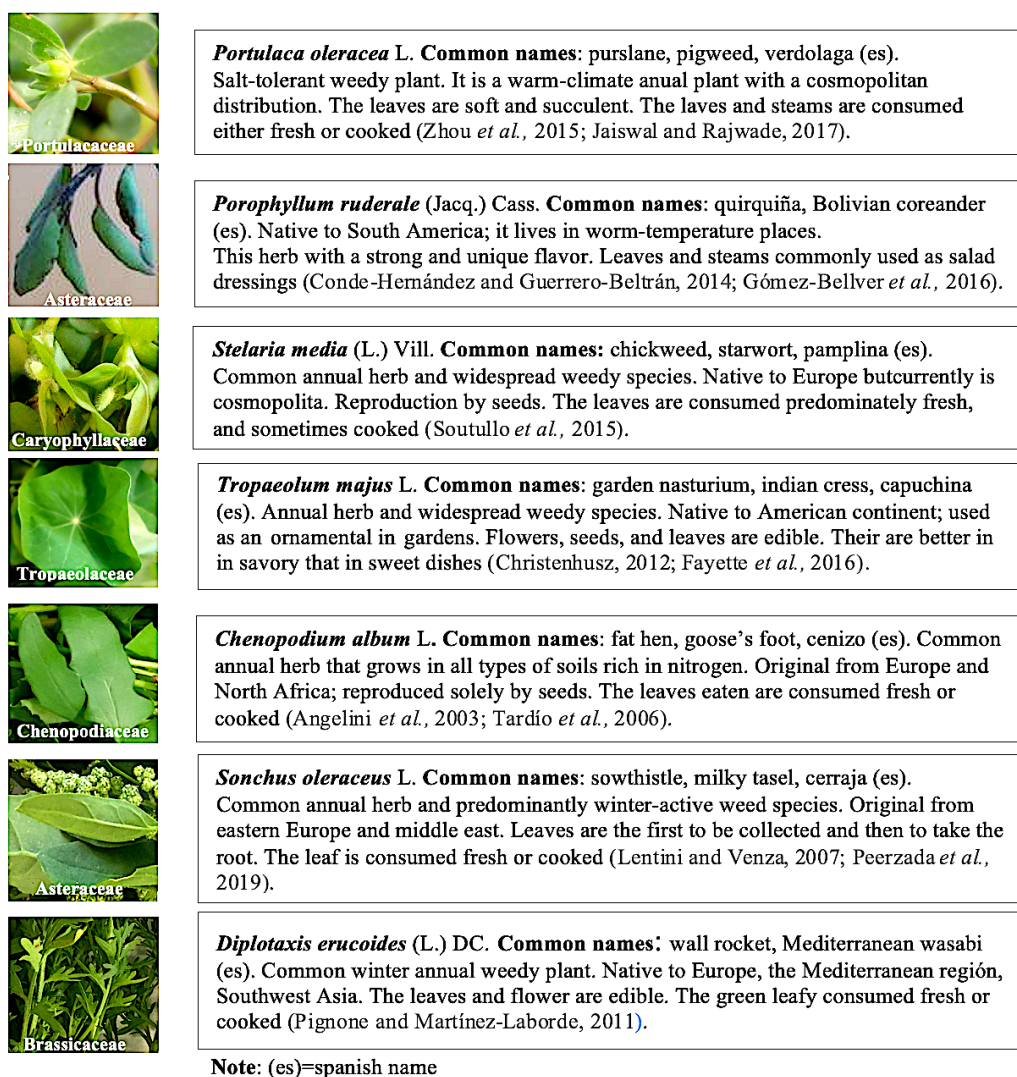 Portulacaceae
Portulaca oleracea L. Common names: purslane, pigweed, verdolaga (es).
Salt-tolerant weedy plant. It is a warm-climate anual plant with a cosmopolitan
distribution. The leaves are soft and succulent. The laves and steams are consumed
either fresh or cooked (Zhou et al., 2015; Jaiswal and Rajwade, 2017).
Asteraceae
Porophyllum ruderale (Jacq.) Cass. Common names: quirquiña, Bolivian coreander
(es). Native to South America; it lives in worm-temperature places.
This herb with a strong and unique flavor. Leaves and steams commonly used as salad
dressings (Conde-Hernández and Guerrero-Beltrán, 2014; Gómez-Bellver et al., 2016).
Caryophyllaceae
Stelaria media (L.) Vill. Common names: chickweed, starwort, pamplina (es).
Common annual herb and widespread weedy species. Native to Europe butcurrently is
cosmopolita. Reproduction by seeds. The leaves are consumed predominately fresh,
and sometimes cooked (Soutullo et al., 2015).
Tropaeolaceae
Tropaeolum majus L. Common names: garden nasturium, indian cress, capuchina
(es). Annual herb and widespread weedy species. Native to American continent; used
as an ornamental in gardens. Flowers, seeds, and leaves are edible. Their are better in
in savory that in sweet dishes (Christenhusz, 2012; Fayette et al., 2016).
Chenopodiaceae
Chenopodium album L. Common names: fat hen, goose's foot, cenizo (es). Common
annual herb that grows in all types of soils rich in nitrogen. Original from Europe and
North Africa; reproduced solely by seeds. The leaves eaten are consumed fresh or
cooked (Angelini et al., 2003; Tardío et al., 2006).
Asteraceae
Sonchus oleraceus L. Common names: sowthistle, milky tasel, cerraja (es).
Common annual herb and predominantly winter-active weed species. Original from
eastern Europe and middle east. Leaves are the first to be collected and then to take the
root. The leaf is consumed fresh or cooked (Lentini and Venza, 2007; Peerzada et al.,
2019).
Brassicaceae
Diplotaxis erucoides (L.) DC. Common names: wall rocket, Mediterranean wasabi
(es). Common winter annual weedy plant. Native to Europe, the Mediterranean región,
Southwest Asia. The leaves and flower are edible. The green leafy consumed fresh or
cooked (Pignone and Martínez-Laborde, 2011).
Note: (es)=spanish name